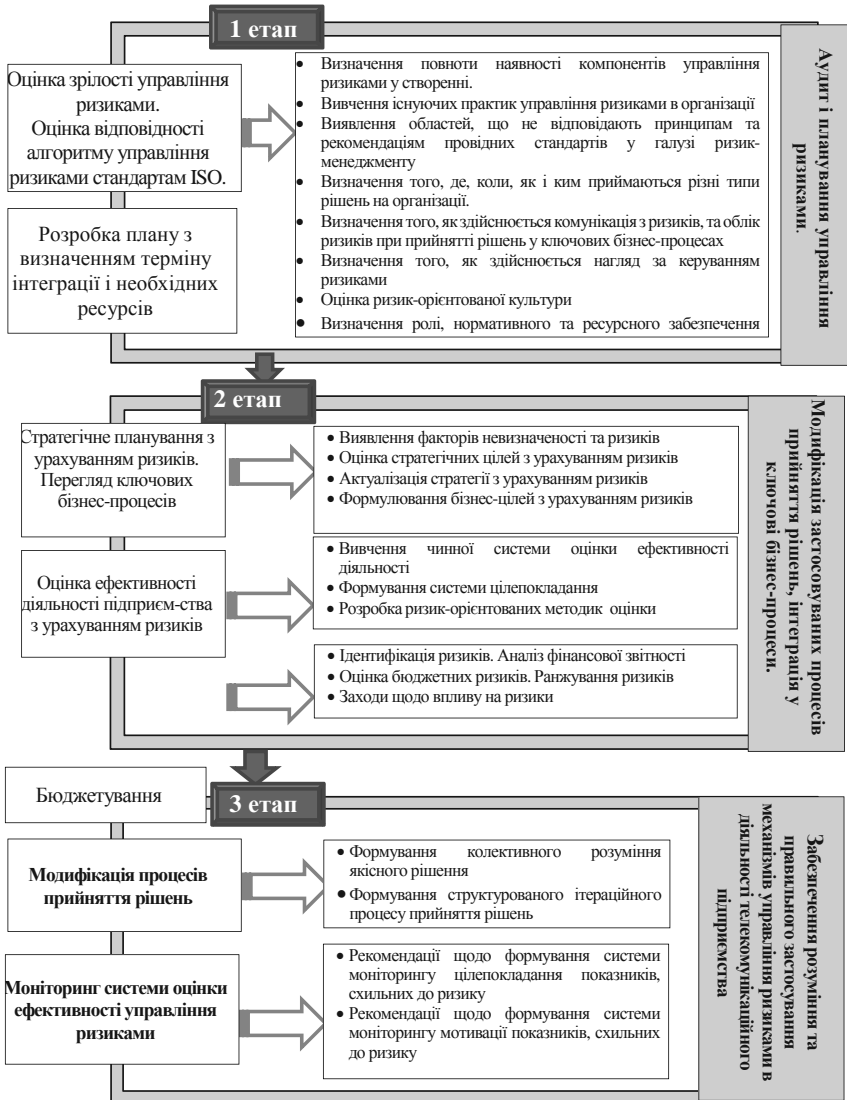 1 етап
Оцінка зрілості управління
ризиками.
Оцінка відповідності
алгоритму управління
ризиками стандартам ISO.
Розробка плану з
визначенням терміну
інтеграції і необхідних
ресурсів
• Визначення повноти наявності компонентів управління
ризиками у створенні.
• Вивчення існуючих практик управління ризиками в організації
• Виявлення областей, що не відповідають принципам та
рекомендаціям провідних стандартів у галузі ризик-
менеджменту
• Визначення того, де, коли, як і ким приймаються різні типи
рішень на організації.
• Визначення того, як здійснюється комунікація з ризиків, та облік
ризиків при прийнятті рішень у ключових бізнес-процесах
• Визначення того, як здійснюється нагляд за керуванням
ризиками
• Оцінка ризик-орієнтованої культури
• Визначення ролі, нормативного та ресурсного забезпечення
Аудит і планування управління
ризиками.
2 етап
Стратегічне планування з
урахуванням ризиків.
Перегляд ключових
бізнес-процесів
• Виявлення факторів невизначеності та ризиків
• Оцінка стратегічних цілей з урахуванням ризиків
• Актуалізація стратегії з урахуванням ризиків
• Формулювання бізнес-цілей з урахуванням ризиків
Оцінка ефективності
діяльності підприєм-ства
з урахуванням ризиків
• Вивчення чинної системи оцінки ефективності
діяльності
• Формування системи цілепокладання
• Розробка ризик-орієнтованих методик оцінки
• Ідентифікація ризиків. Аналіз фінансової звітності
• Оцінка бюджетних ризиків. Ранжування ризиків
• Заходи щодо впливу на ризики
Модифікація застосовуваних процесів
прийняття рішень, інтеграція у
ключові бізнес-процеси.
Бюджетування
3 етап
Модифікація процесів
прийняття рішень
• Формування колективного розуміння
якісного рішення
• Формування структурованого ітераційного
процесу прийняття рішень
Моніторинг системи оцінки
ефективності управління
ризиками
• Рекомендації щодо формування системи
моніторингу цілепокладання показників,
схильних до ризику
• Рекомендації щодо формування системи
моніторингу мотивації показників, схильних
до ризику
Забезпечення розуміння та
правильного застосування
механізмів управління ризиками в
діяльності телекомунікаційного
підприємства